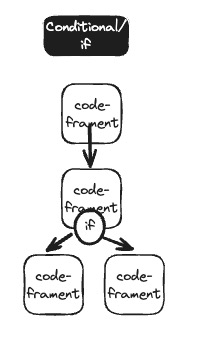 Conditional/
if
code-
frament
code-
frament
if
code-
frament
code-
frament